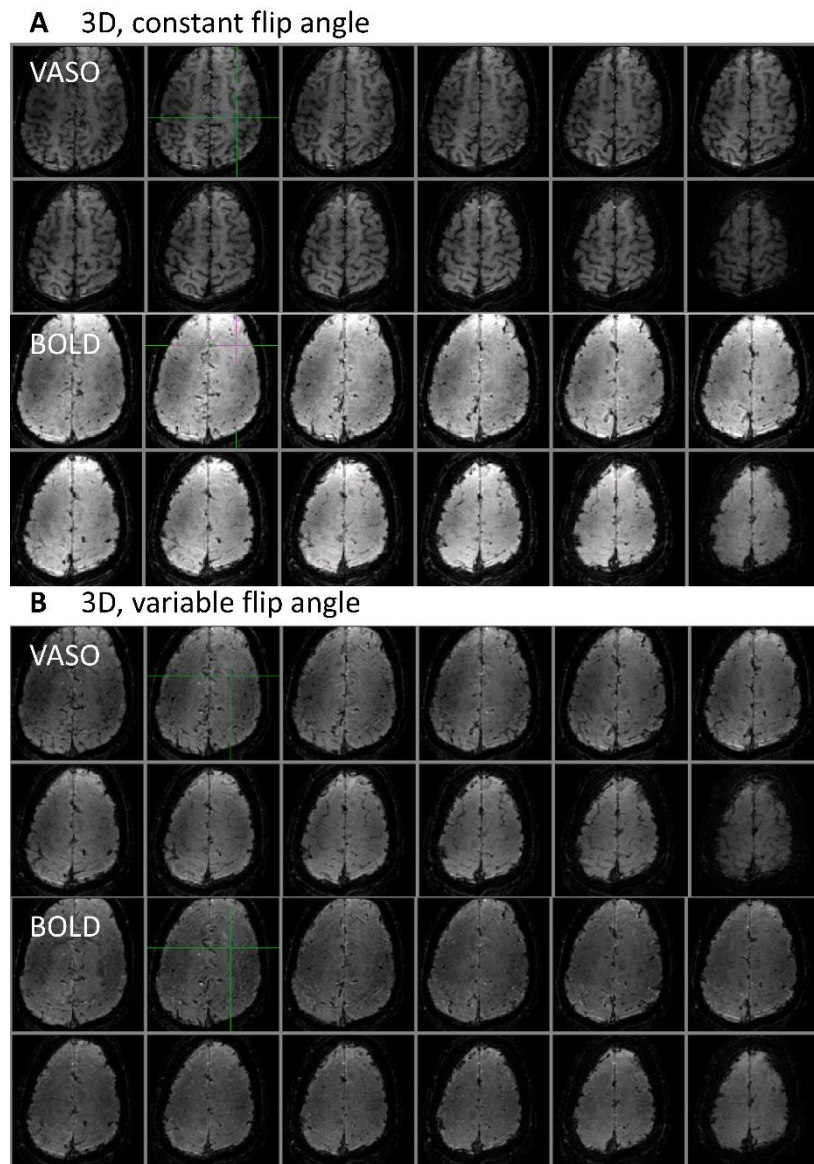 A 3D, constant flip angle
VASO
BOLD
B 3D, variable flip angle
VASO
BOLD